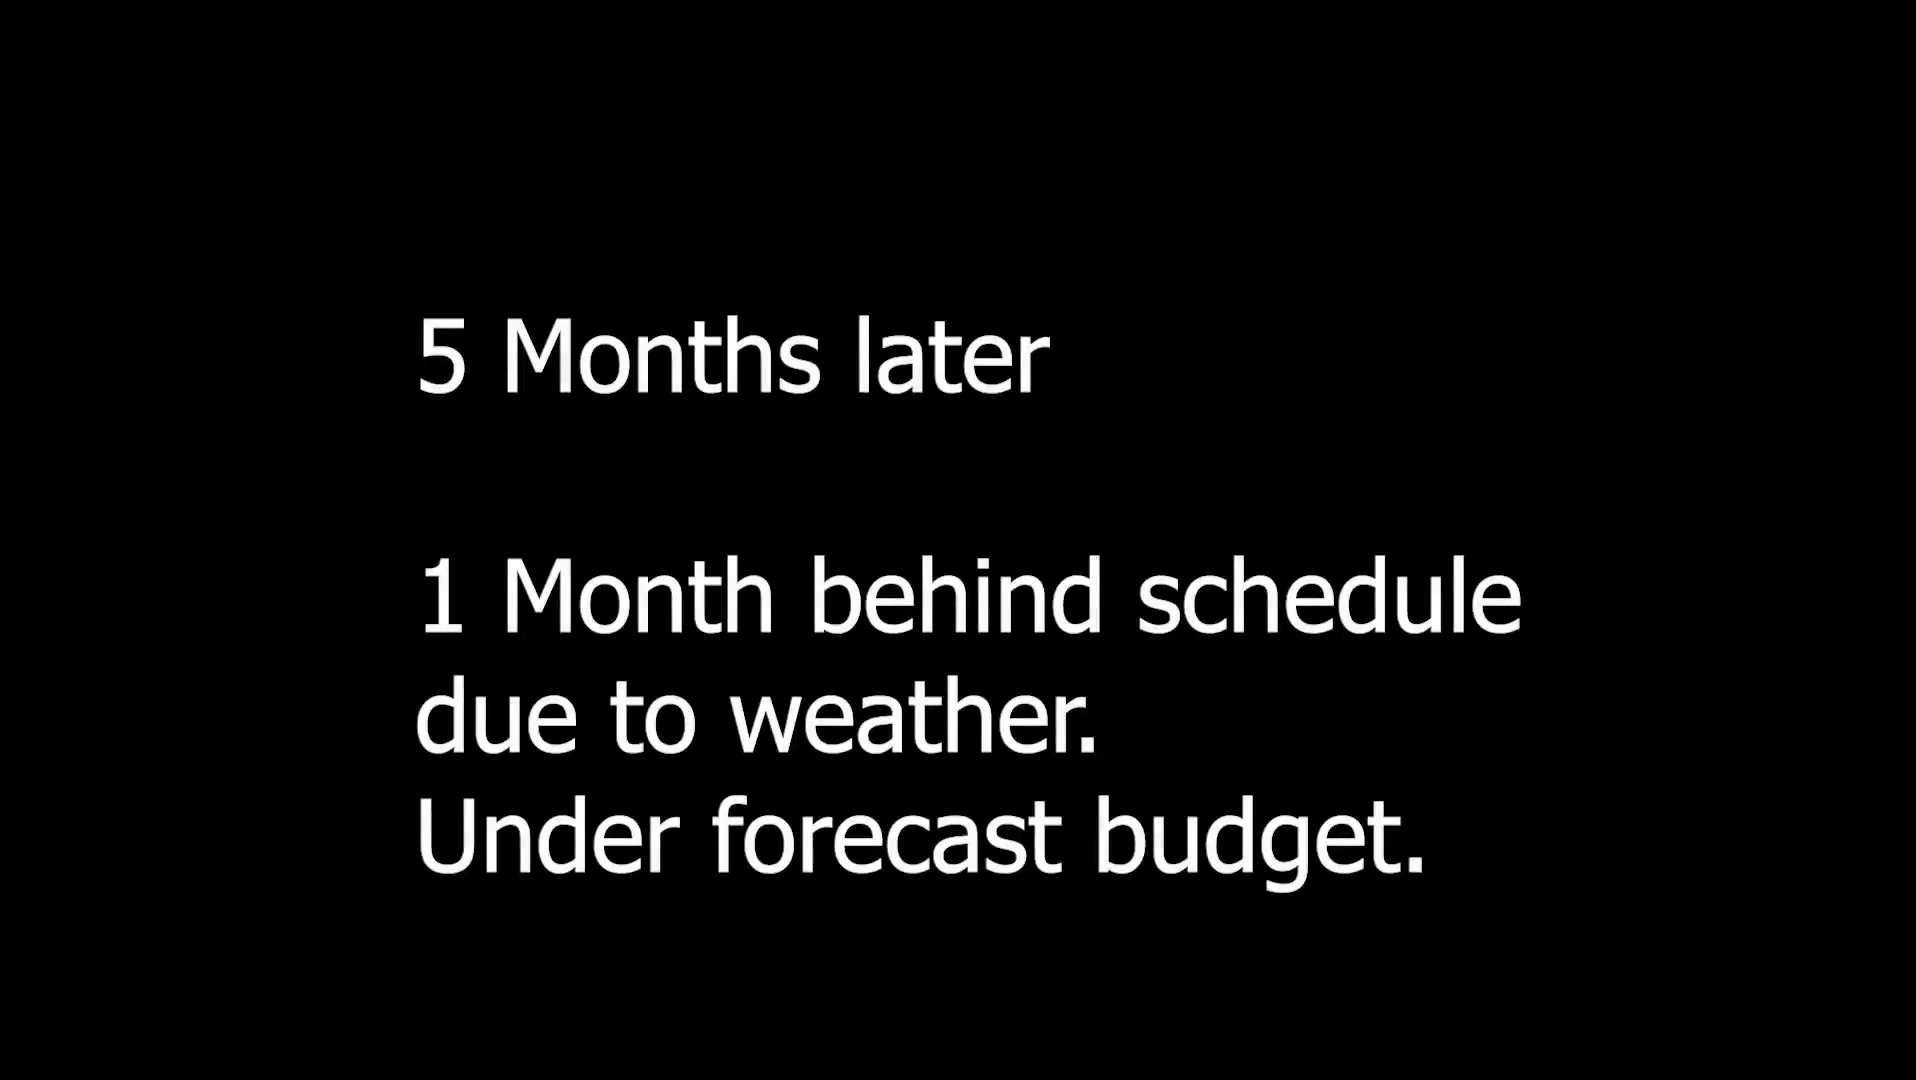 5 Months later
1 Month behind schedule
due to weather.
Under forecast budget.